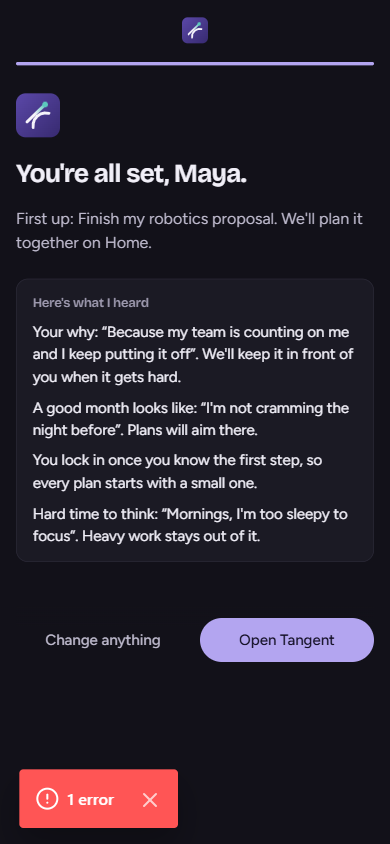 You're all set, Maya.
First up: Finish my robotics proposal. We'll plan it
together on Home.
Here's what I heard
Your why: “Because my team is counting on me
and I keep putting it off”. We'll keep it in front of
you when it gets hard.
A good month looks like: “I'm not cramming the
night before”. Plans will aim there.
You lock in once you know the first step, so
every plan starts with a small one.
Hard time to think: “Mornings, I'm too sleepy to
focus”. Heavy work stays out of it.
Change anything
Open Tangent
1 error